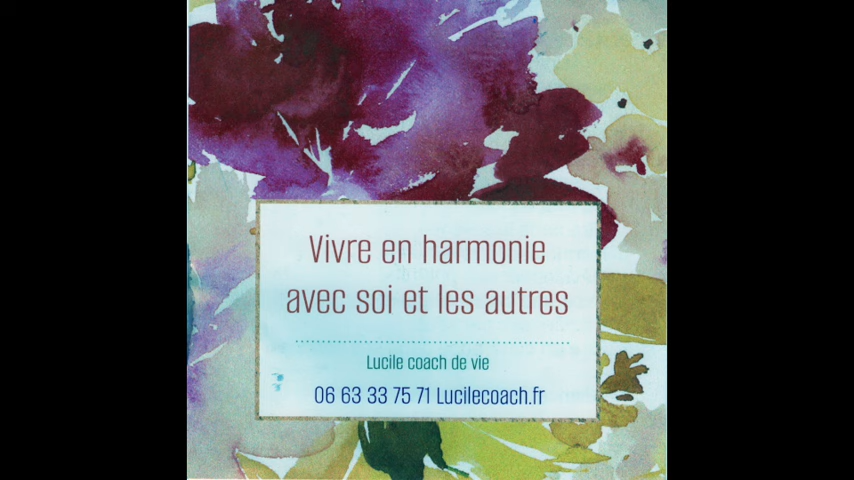 Vivre en harmonie
avec soi et les autres
Lucile coach de vie
06 63 33 75 71 Lucilecoach.fr